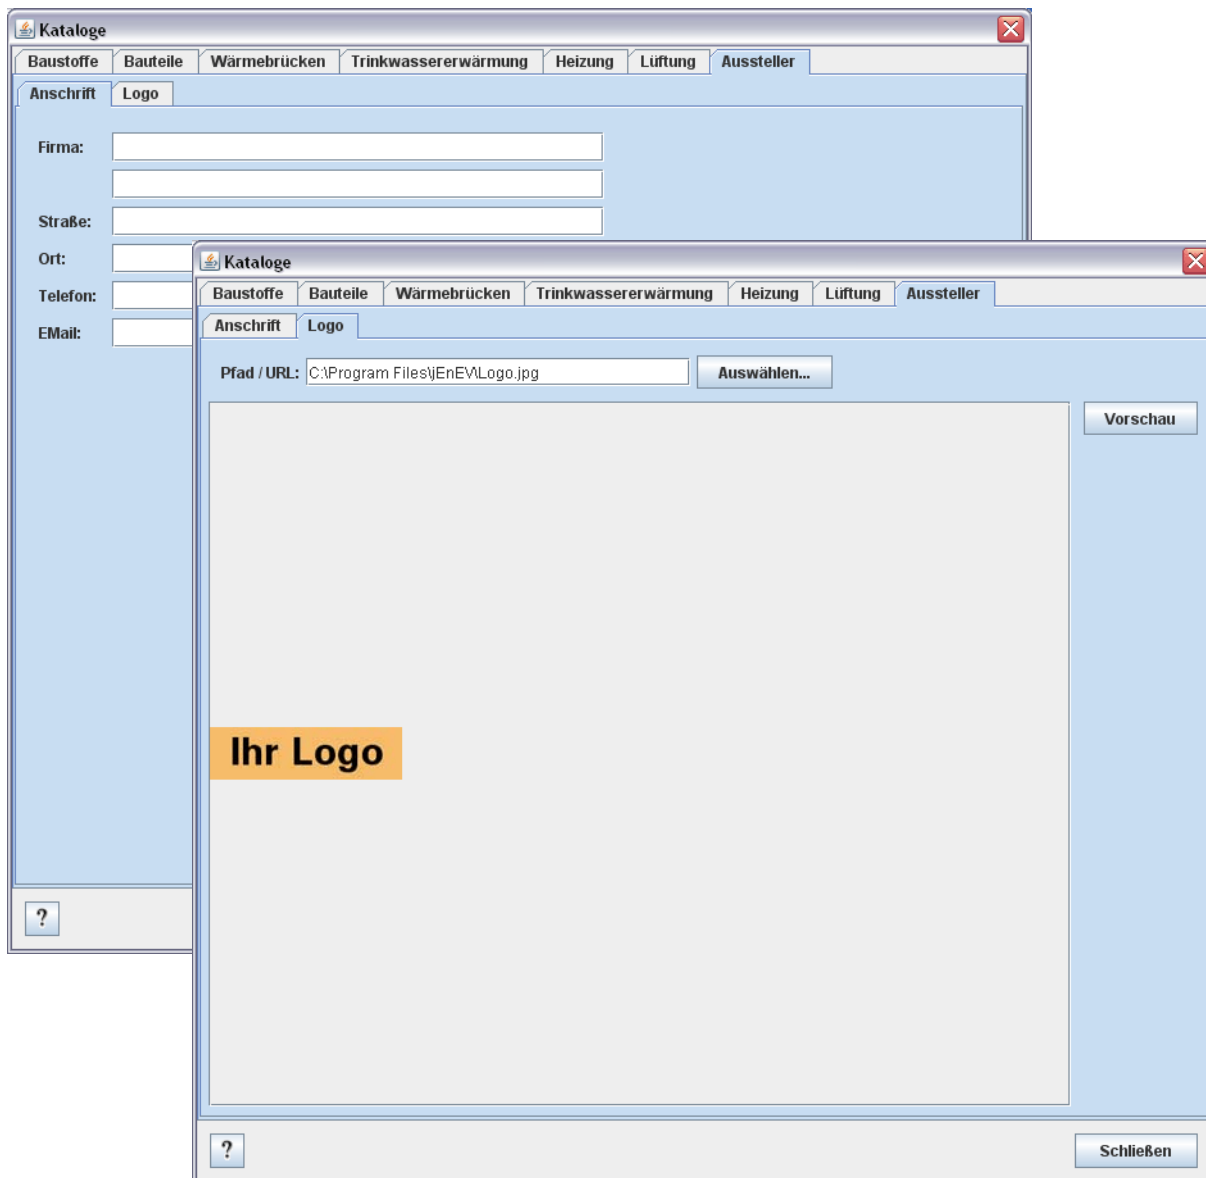 Kataloge
Baustoffe Bauteile Wärmebrücken Trinkwassererwärmung Heizung Lüftung Aussteller
Anschrift Logo
Firma:
Straße:
Ort:
Telefon:
EMail:
?
Kataloge
Baustoffe Bauteile Wärmebrücken Trinkwassererwärmung Heizung Lüftung Aussteller
Anschrift Logo
Pfad / URL: C:\Program Files\jEnEV\Logo.jpg Auswählen...
Vorschau
Ihr Logo
? Schließen